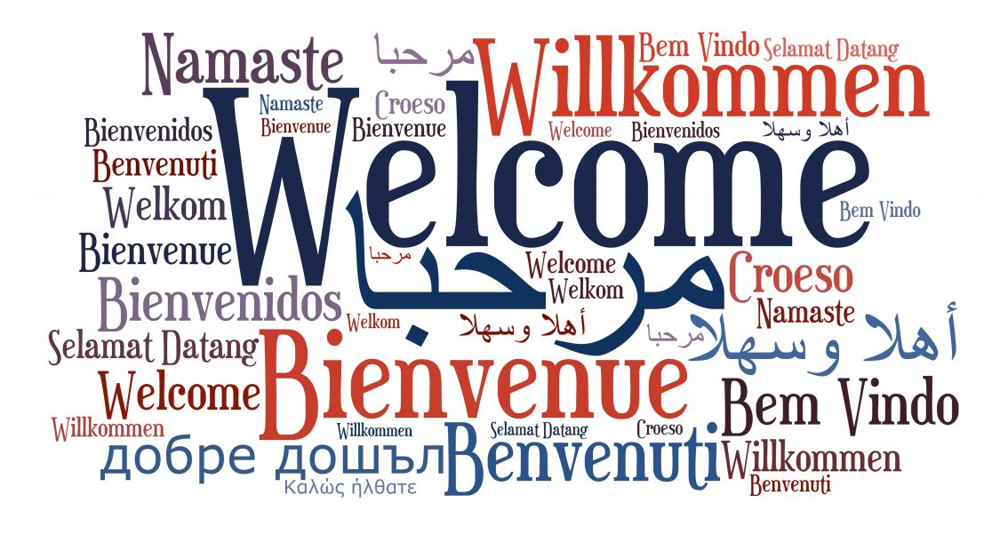 Namaste
مرحبا
Willkommen
Bem Vindo
Selamat Datang
Namaste
Croeso
Welcome
Bienvenidos
Bienvenue
Bienvenue
Welcome
Bienvenidos
أهلا وسهلا
Benvenuti
Welkom
Bem Vindo
Bienvenue
مرحبا
مرحبا
Welcome
Welkom
Croeso
Bienvenidos
Welkom
أهلا وسهلا
Namaste
مرحبا
أهلا وسهلا
Selamat Datang
Bienvenue
Welcome
Bem Vindo
Willkommen
Willkommen
Selamat Datang
Croeso
Benvenuti
добре дошъл
Willkommen
Καλώς ήλθατε
Benvenuti